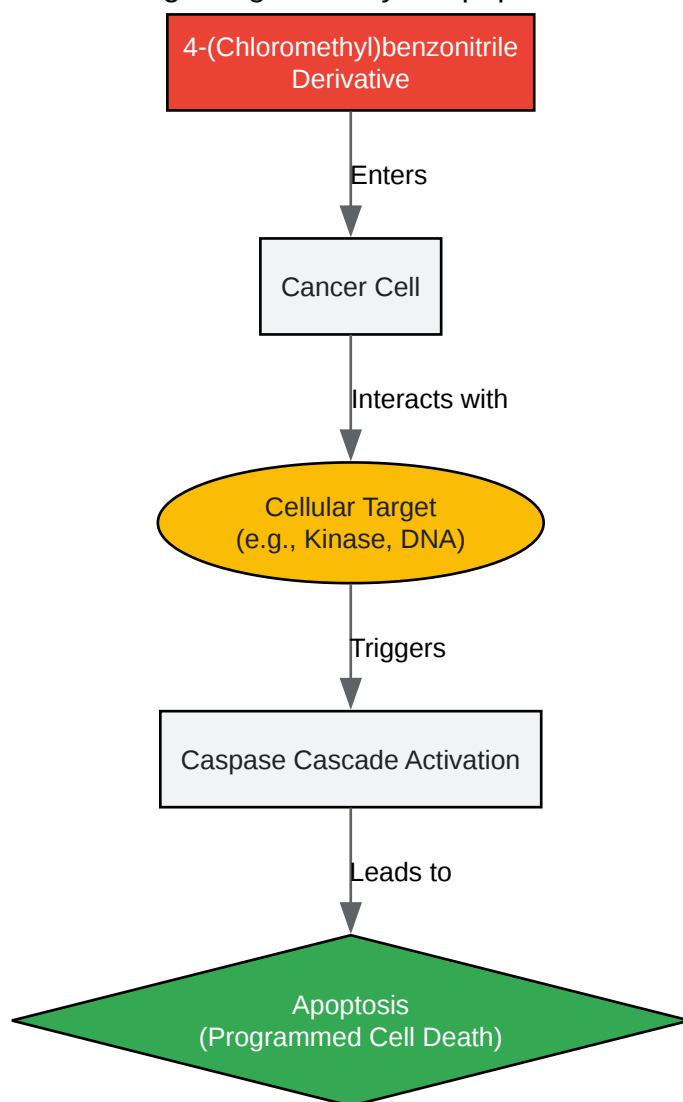 4-(Chloromethyl)benzonitrile
Derivative
Enters
Cancer Cell
Interacts with
Cellular Target
(e.g., Kinase, DNA)
Triggers
Caspase Cascade Activation
Leads to
Apoptosis
(Programmed Cell Death)